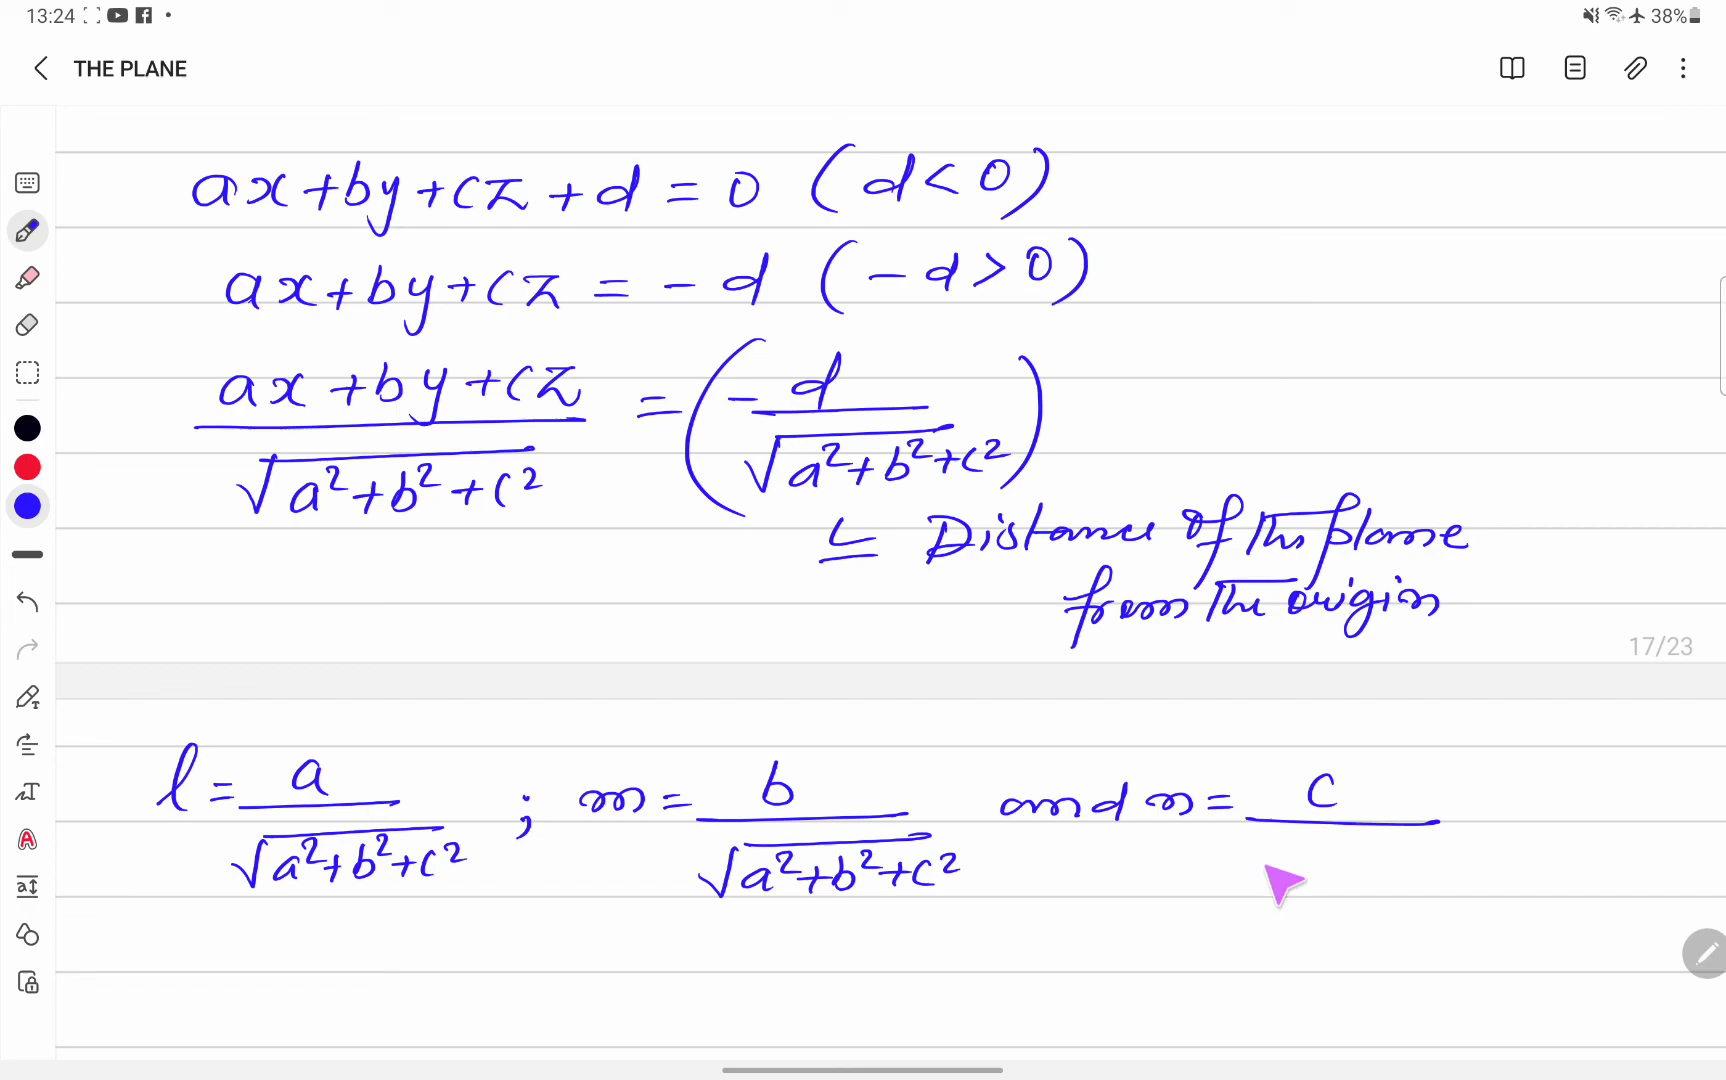 13:24
38%
THE PLANE
ax+by+cz+d=0 (d<0)
ax+by+cz=-d (-d>0)
ax+by+cz/√a²+b²+c² = (-d/√a²+b²+c²)
↳ Distance of the plane
from the origin
17/23
l=a/√a²+b²+c² ; m=b/√a²+b²+c² and n=c/